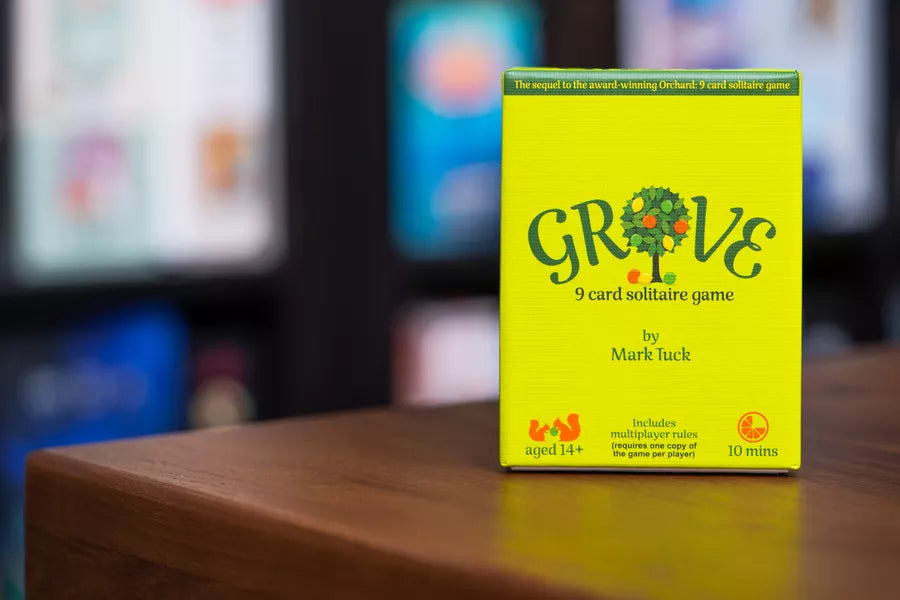 The sequel to the award-winning Orchard: 9 card solitaire game
GROVE
9 card solitaire game
by
Mark Tuck
Includes
multiplayer rules
(requires one copy of
the game per player)
aged 14+
10 mins